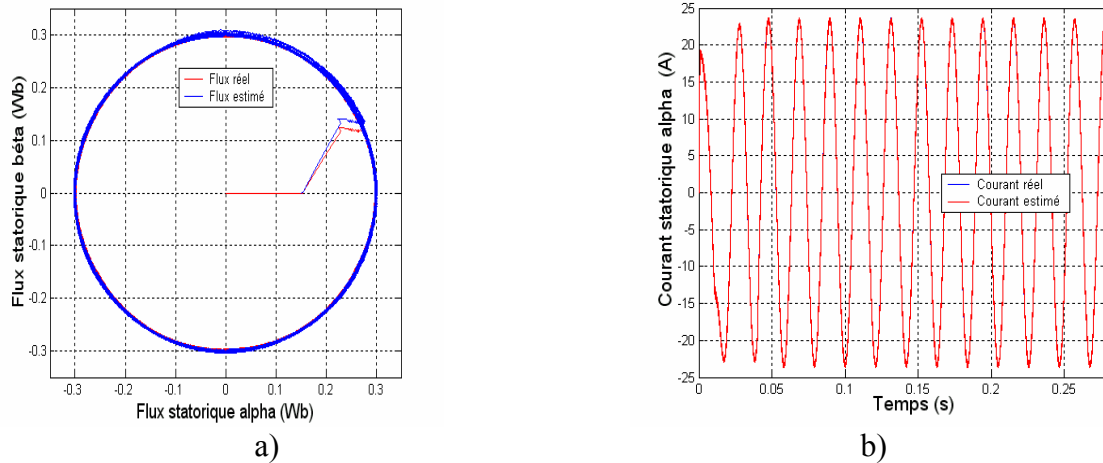 Flux statorique béta (Wb)
0.3
0.2
0.1
0
-0.1
-0.2
-0.3
Flux réel
Flux estimé
-0.3 -0.2 -0.1 0 0.1 0.2 0.3
Flux statorique alpha (Wb)
a)
Courant statorique alpha (A)
25
20
15
10
5
0
-5
-10
-15
-20
-25
Courant réel
Courant estimé
0 0.05 0.1 0.15 0.2 0.25
Temps (s)
b)